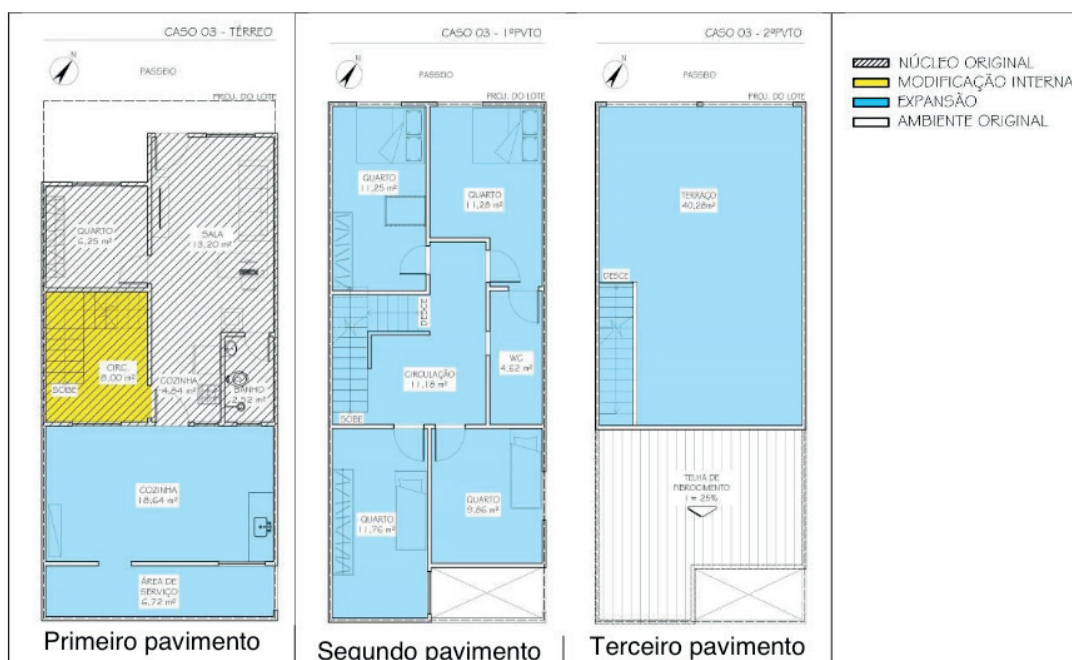 CASO 03 - TÉRREO
N
PASSEIO
PROJ. DO LOTE
QUARTO
6,25 m²
SALA
13,20 m²
CIRC.
8,00 m²
SOBE
COZINHA
4,84 m²
BANHO
2,52 m²
COZINHA
18,64 m²
ÁREA DE
SERVIÇO
6,72 m²
Primeiro pavimento
CASO 03 - 1ºPVTO
N
PASSEIO
PROJ. DO LOTE
QUARTO
11,25 m²
QUARTO
11,28 m²
DESCE
CIRCULAÇÃO
11,18 m²
WC
4,62 m²
SOBE
QUARTO
11,76 m²
QUARTO
9,86 m²
Segundo pavimento
CASO 03 - 2ºPVTO
N
PASSEIO
PROJ. DO LOTE
TERRAÇO
40,28m²
DESCE
TELHA DE
FIBROCIMENTO
i = 25%
Terceiro pavimento
NÚCLEO ORIGINAL
MODIFICAÇÃO INTERNA
EXPANSÃO
AMBIENTE ORIGINAL